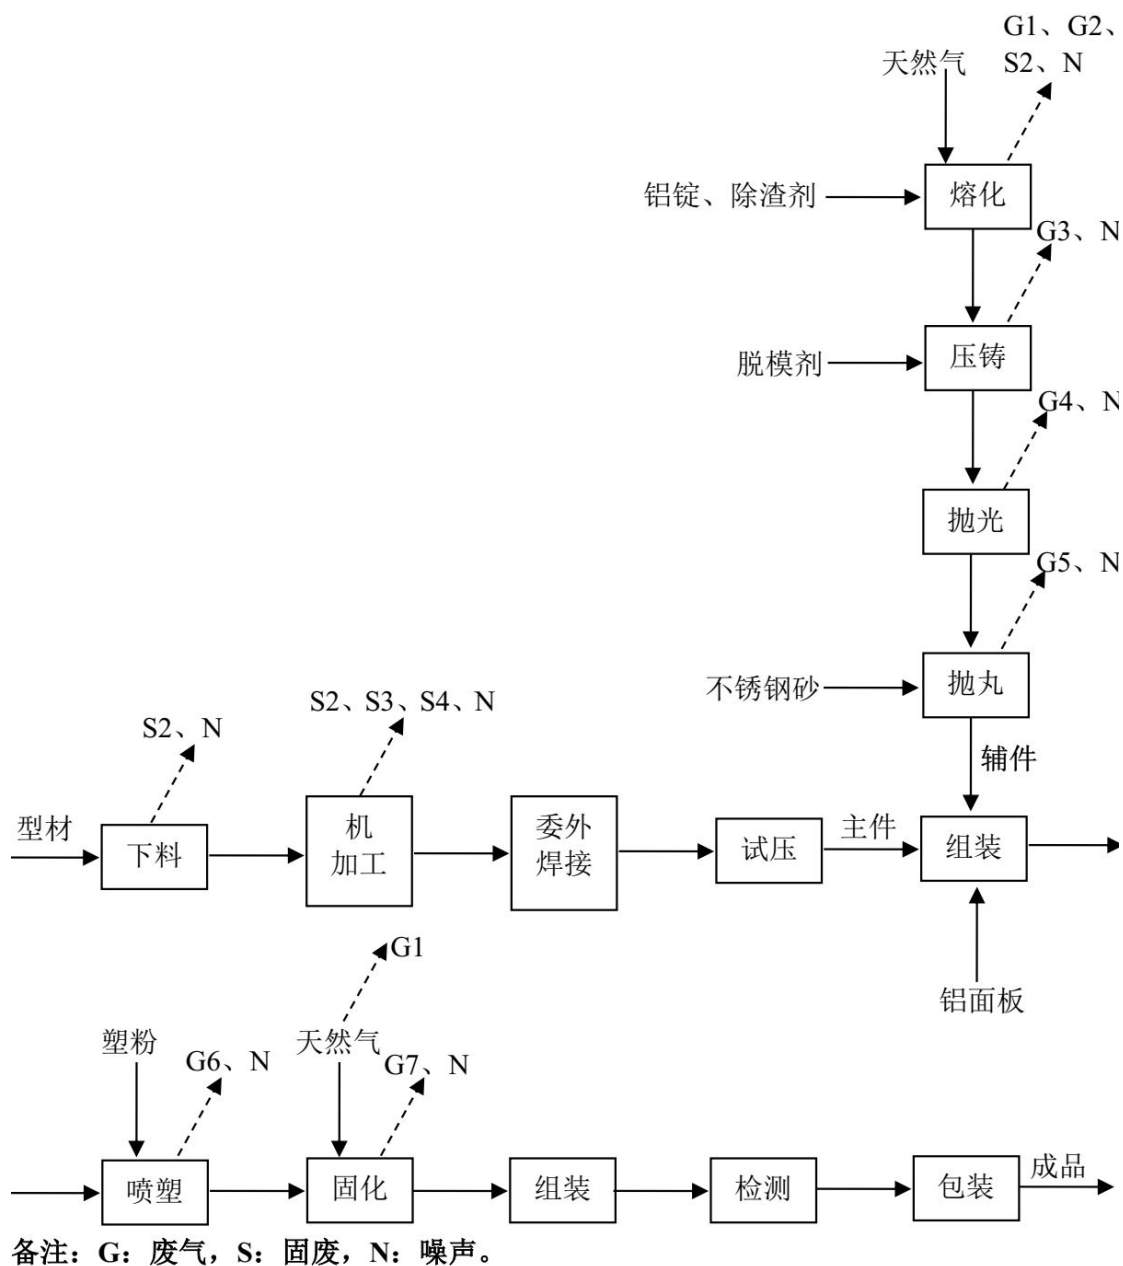 G1、G2、
天然气
S2、N
铝锭、除渣剂
熔化
G3、N
脱模剂
压铸
G4、N
抛光
G5、N
不锈钢砂
抛丸
S2、S3、S4、N
S2、N
辅件
型材
下料
机
加工
委外
焊接
试压
主件
组装
G1
铝面板
塑粉
天然气
G6、N
G7、N
喷塑
固化
组装
检测
包装
成品
备注：G：废气，S：固废，N：噪声。